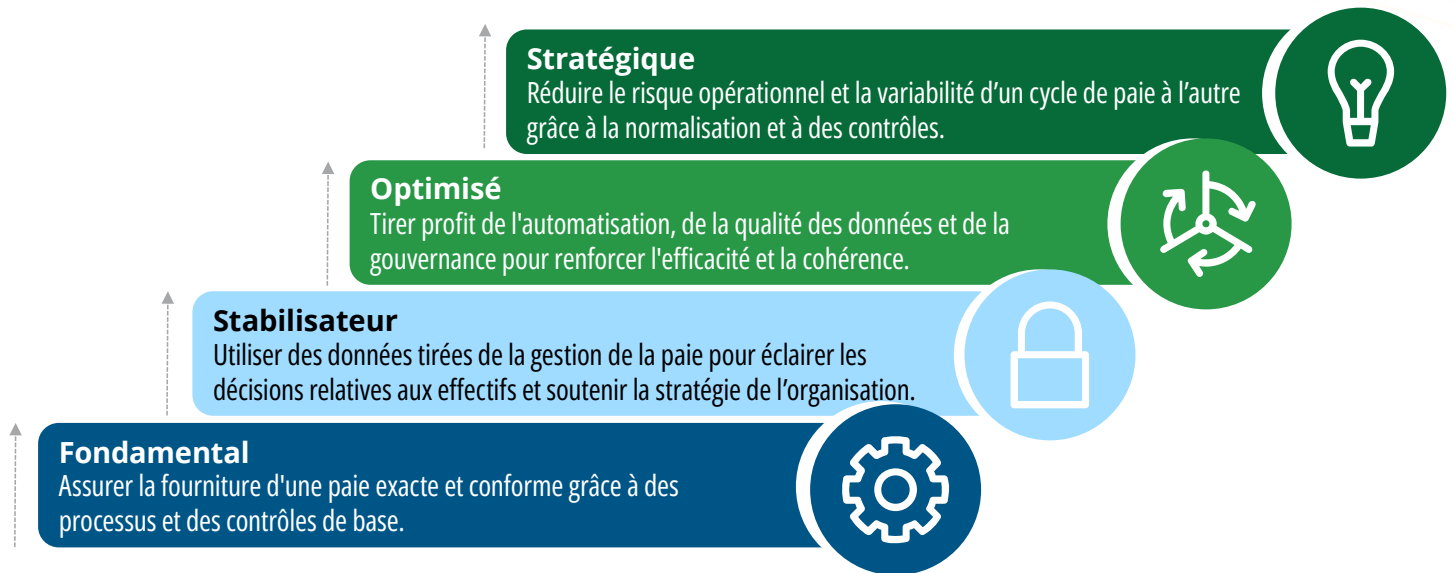 Stratégique
Réduire le risque opérationnel et la variabilité d’un cycle de paie à l’autre
grâce à la normalisation et à des contrôles.
Optimisé
Tirer profit de l'automatisation, de la qualité des données et de la
gouvernance pour renforcer l'efficacité et la cohérence.
Stabilisateur
Utiliser des données tirées de la gestion de la paie pour éclairer les
décisions relatives aux effectifs et soutenir la stratégie de l’organisation.
Fondamental
Assurer la fourniture d'une paie exacte et conforme grâce à des
processus et des contrôles de base.